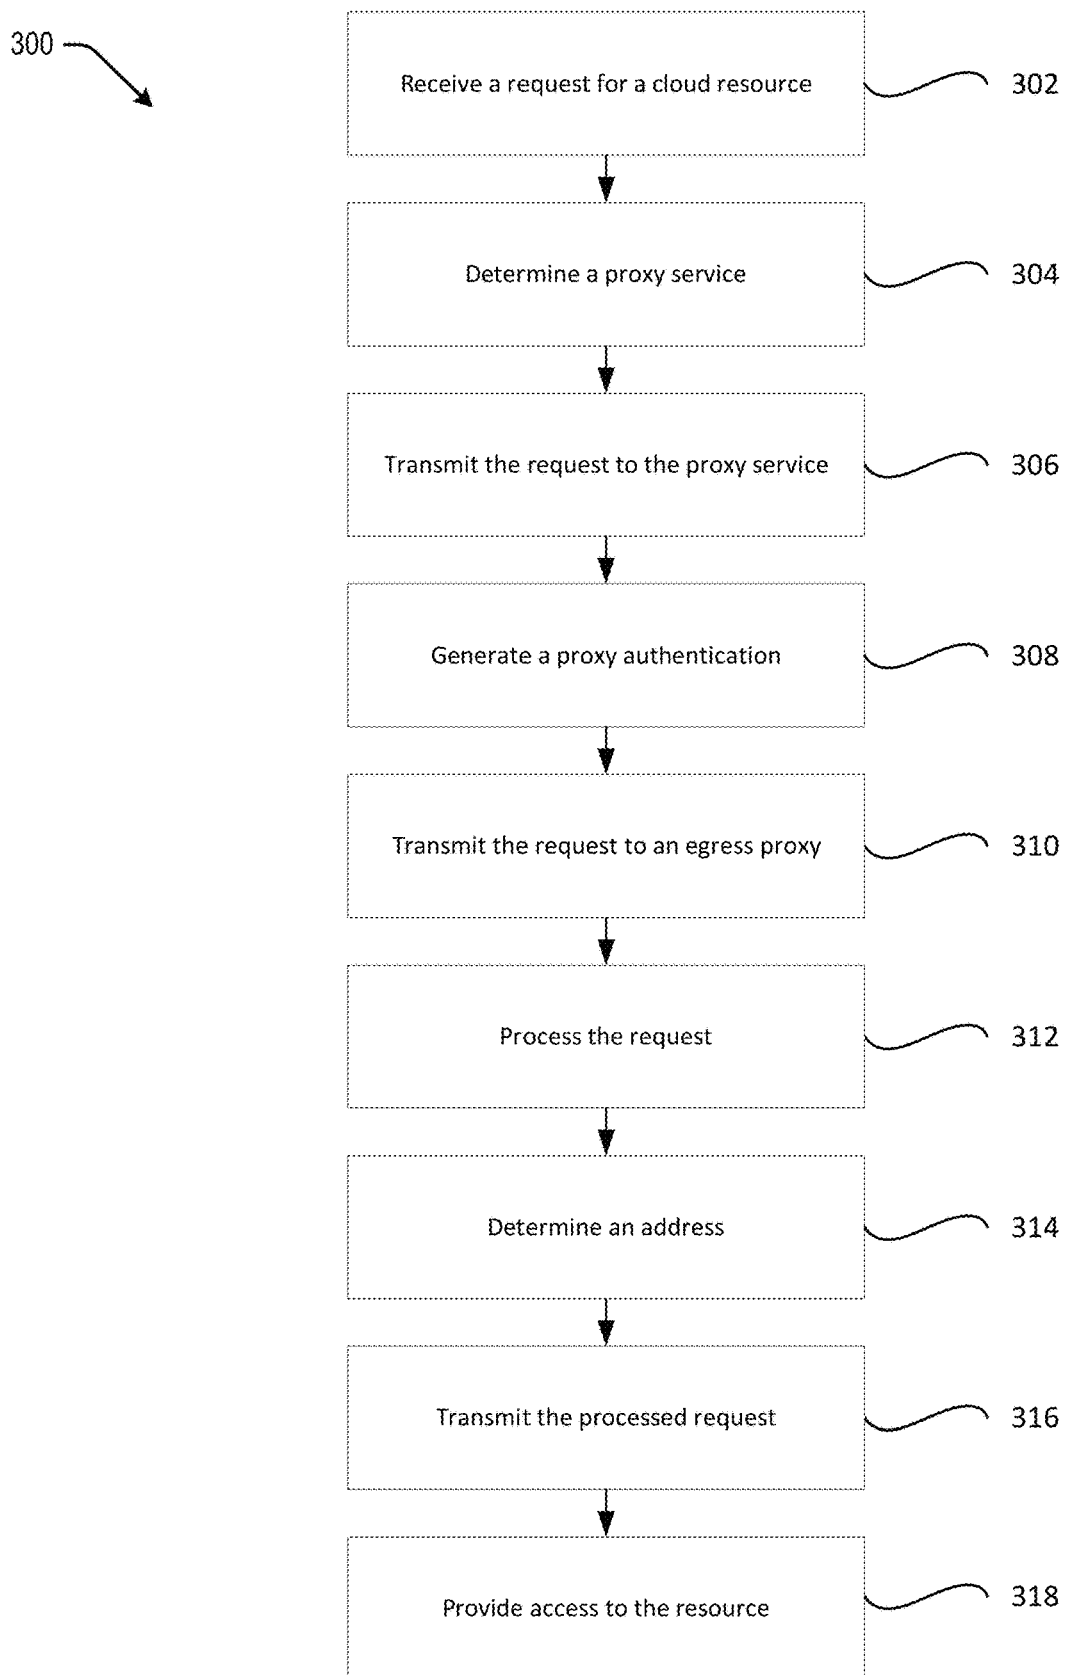 300
Receive a request for a cloud resource
302
Determine a proxy service
304
Transmit the request to the proxy service
306
Generate a proxy authentication
308
Transmit the request to an egress proxy
310
Process the request
312
Determine an address
314
Transmit the processed request
316
Provide access to the resource
318